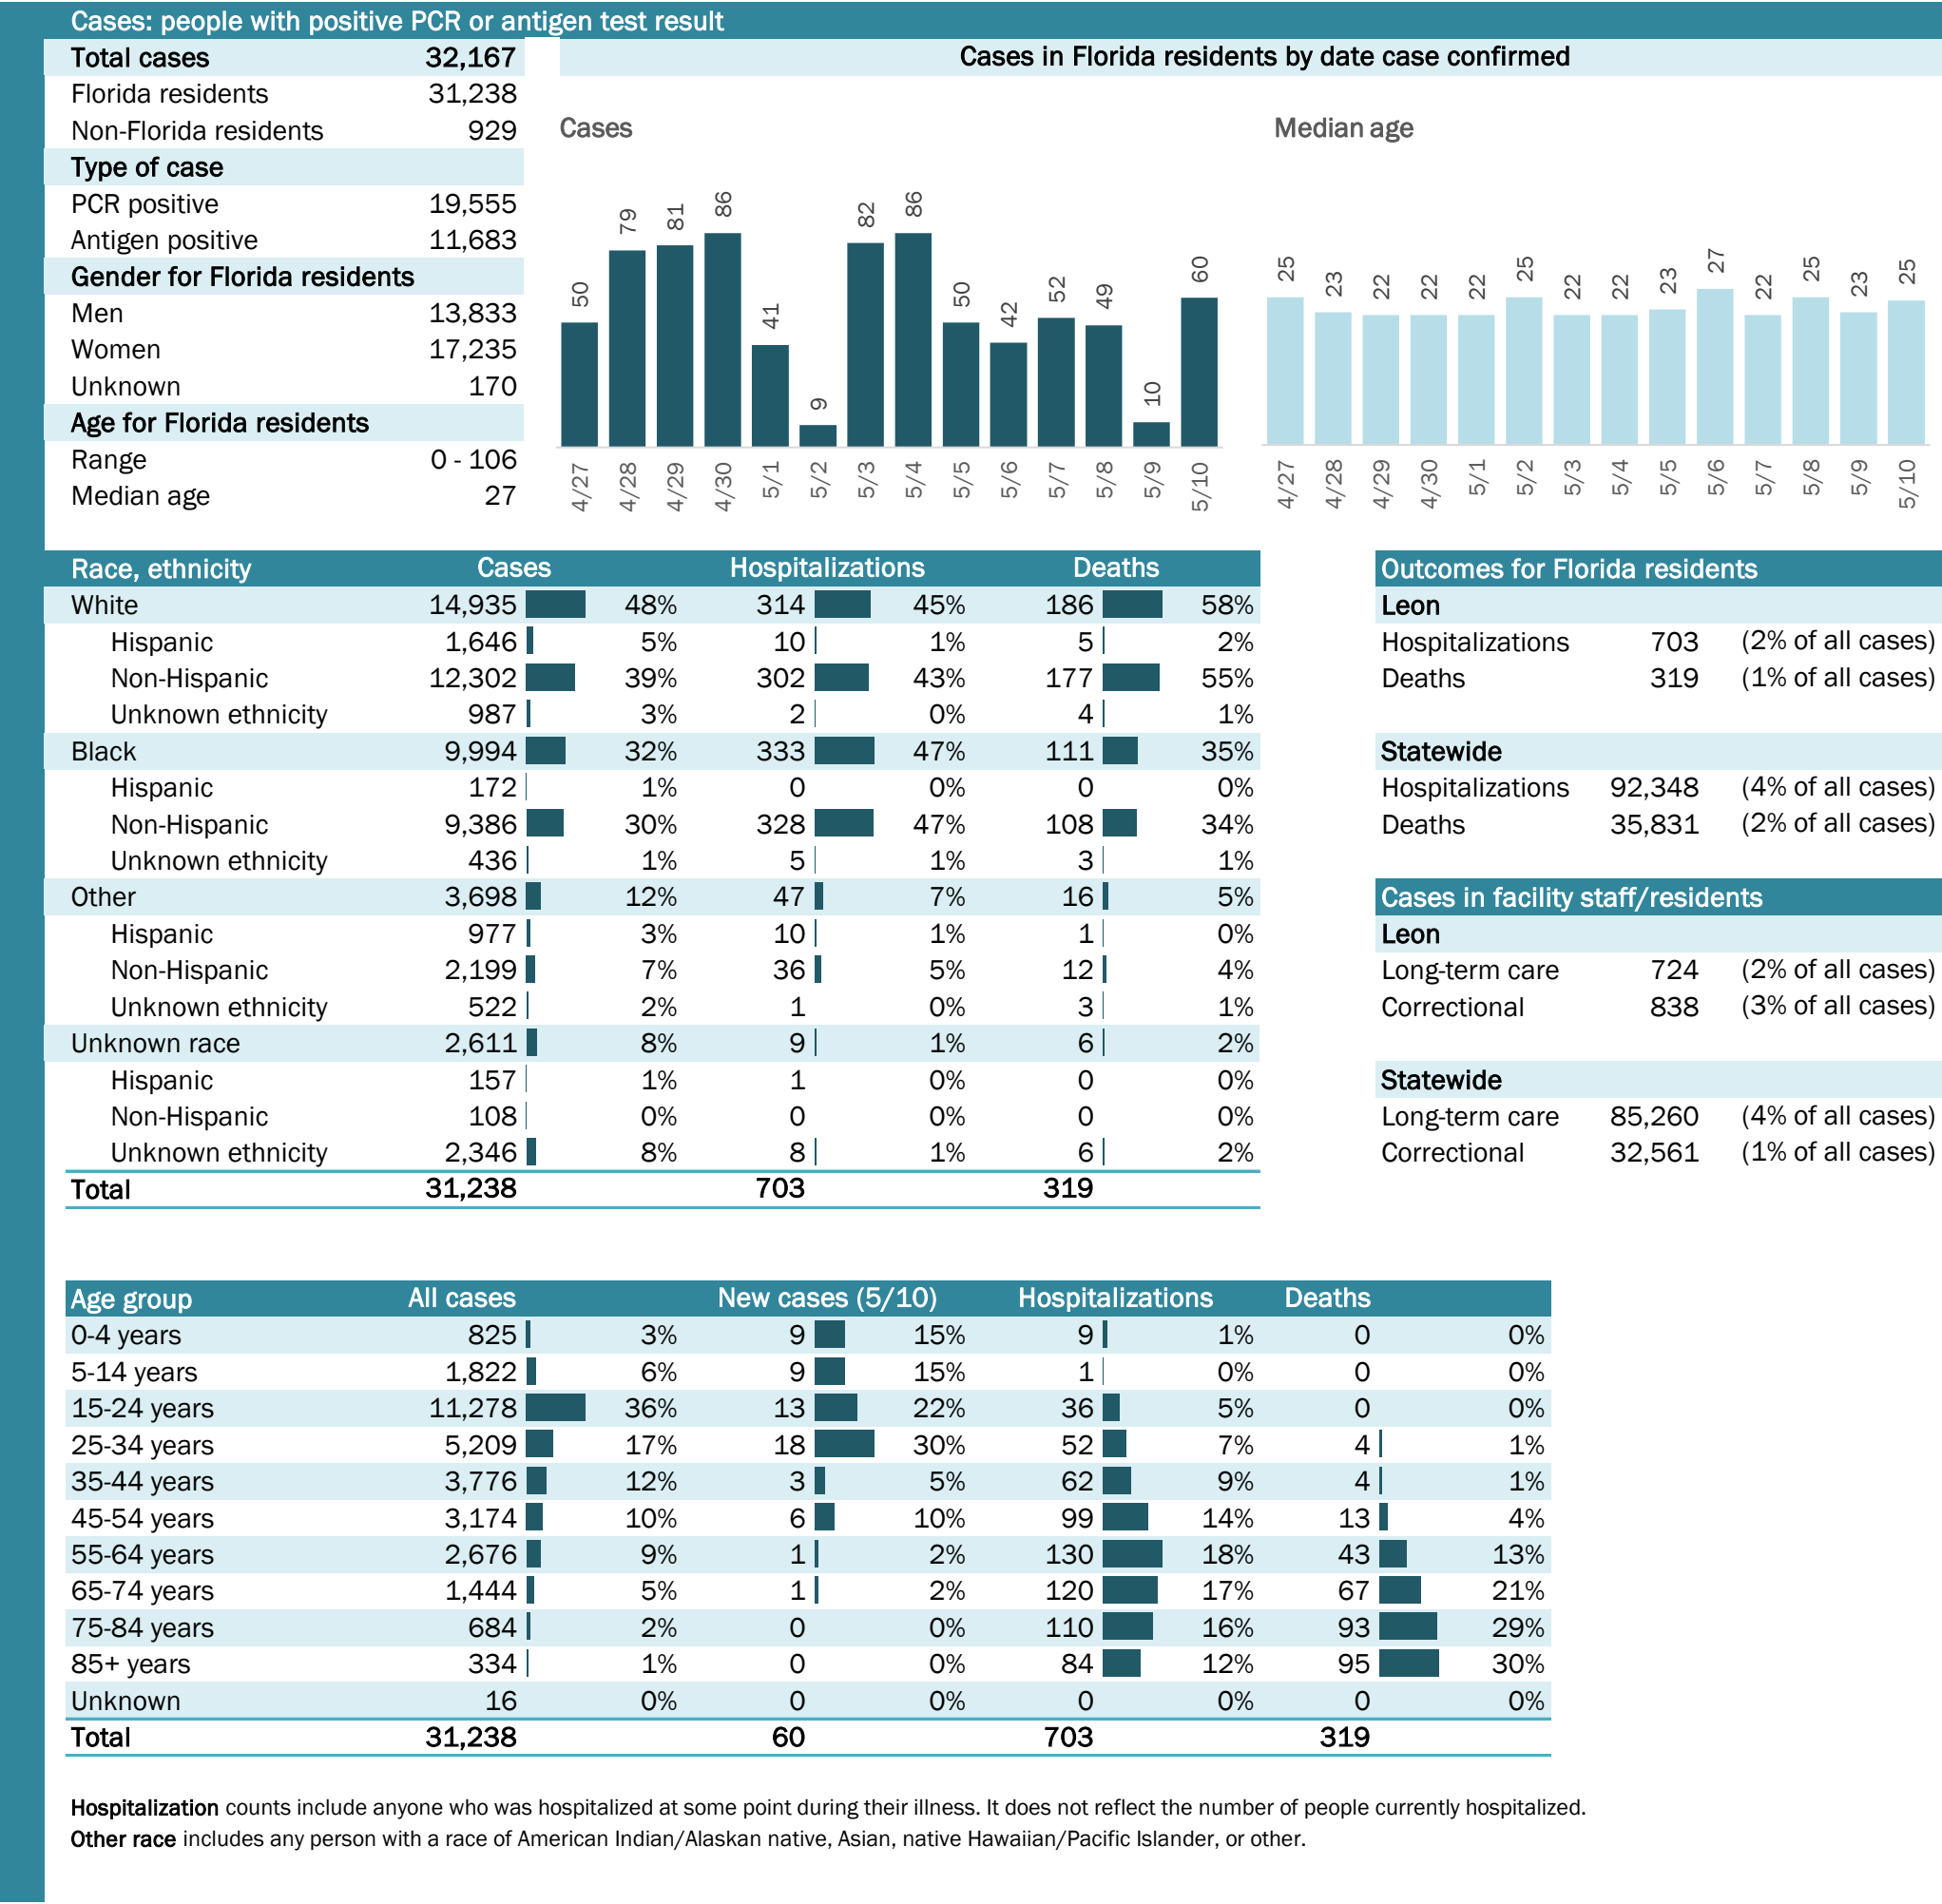 Cases: people with positive PCR or antigen test result
Total cases 32,167
Florida residents 31,238
Non-Florida residents 929
Type of case
PCR positive 19,555
Antigen positive 11,683
Gender for Florida residents
Men 13,833
Women 17,235
Unknown 170
Age for Florida residents
Range 0 - 106
Median age 27
Cases in Florida residents by date case confirmed
Cases
50 79 81 86 41 9 82 86 50 42 52 49 10 60
4/27 4/28 4/29 4/30 5/1 5/2 5/3 5/4 5/5 5/6 5/7 5/8 5/9 5/10
Median age
25 23 22 22 22 25 22 22 23 27 22 25 23 25
4/27 4/28 4/29 4/30 5/1 5/2 5/3 5/4 5/5 5/6 5/7 5/8 5/9 5/10
Race, ethnicity Cases Hospitalizations Deaths
White 14,935 48% 314 45% 186 58%
Hispanic 1,646 5% 10 1% 5 2%
Non-Hispanic 12,302 39% 302 43% 177 55%
Unknown ethnicity 987 3% 2 0% 4 1%
Black 9,994 32% 333 47% 111 35%
Hispanic 172 1% 0 0% 0 0%
Non-Hispanic 9,386 30% 328 47% 108 34%
Unknown ethnicity 436 1% 5 1% 3 1%
Other 3,698 12% 47 7% 16 5%
Hispanic 977 3% 10 1% 1 0%
Non-Hispanic 2,199 7% 36 5% 12 4%
Unknown ethnicity 522 2% 1 0% 3 1%
Unknown race 2,611 8% 9 1% 6 2%
Hispanic 157 1% 1 0% 0 0%
Non-Hispanic 108 0% 0 0% 0 0%
Unknown ethnicity 2,346 8% 8 1% 6 2%
Total 31,238 703 319
Outcomes for Florida residents
Leon
Hospitalizations 703 (2% of all cases)
Deaths 319 (1% of all cases)
Statewide
Hospitalizations 92,348 (4% of all cases)
Deaths 35,831 (2% of all cases)
Cases in facility staff/residents
Leon
Long-term care 724 (2% of all cases)
Correctional 838 (3% of all cases)
Statewide
Long-term care 85,260 (4% of all cases)
Correctional 32,561 (1% of all cases)
Age group All cases New cases (5/10) Hospitalizations Deaths
0-4 years 825 3% 9 15% 9 1% 0 0%
5-14 years 1,822 6% 9 15% 1 0% 0 0%
15-24 years 11,278 36% 13 22% 36 5% 0 0%
25-34 years 5,209 17% 18 30% 52 7% 4 1%
35-44 years 3,776 12% 3 5% 62 9% 4 1%
45-54 years 3,174 10% 6 10% 99 14% 13 4%
55-64 years 2,676 9% 1 2% 130 18% 43 13%
65-74 years 1,444 5% 1 2% 120 17% 67 21%
75-84 years 684 2% 0 0% 110 16% 93 29%
85+ years 334 1% 0 0% 84 12% 95 30%
Unknown 16 0% 0 0% 0 0% 0 0%
Total 31,238 60 703 319
Hospitalization counts include anyone who was hospitalized at some point during their illness. It does not reflect the number of people currently hospitalized.
Other race includes any person with a race of American Indian/Alaskan native, Asian, native Hawaiian/Pacific Islander, or other.